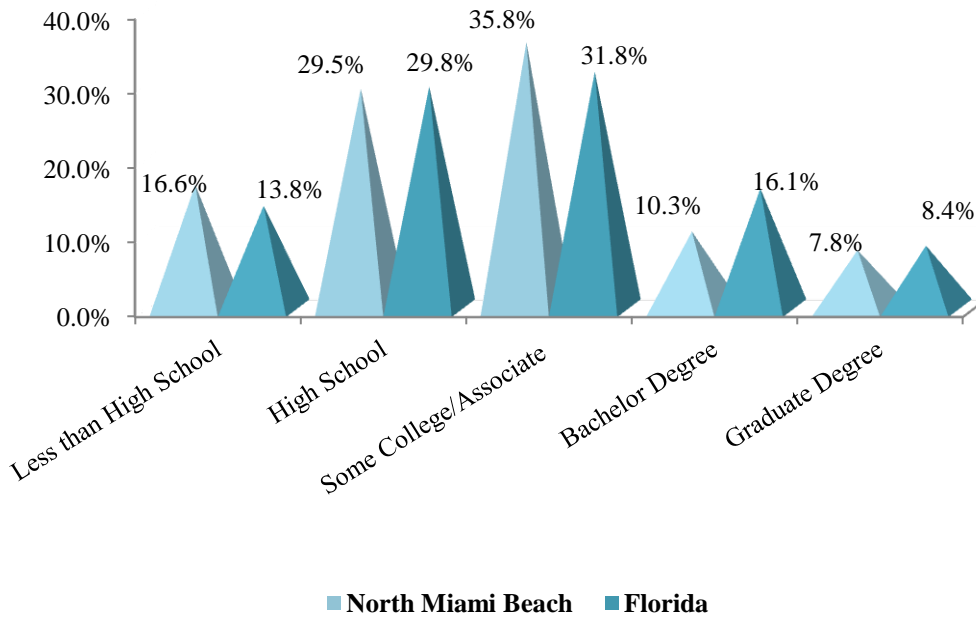 40.0%
30.0%
20.0%
10.0%
0.0%
16.6%
13.8%
29.5%
29.8%
35.8%
31.8%
10.3%
16.1%
7.8%
8.4%
Less than High School
High School
Some College/Associate
Bachelor Degree
Graduate Degree
North Miami Beach Florida